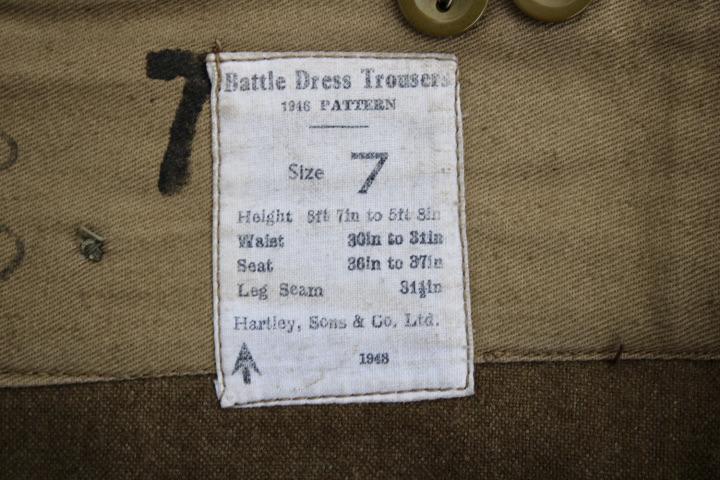 7
Battle Dress Trousers
1946 PATTERN
Size 7
Height 5ft 7in to 5ft 8in
Waist 30in to 31in
Seat 36in to 37in
Leg Seam 31½in
Hartley, Sons & Co. Ltd.
1948